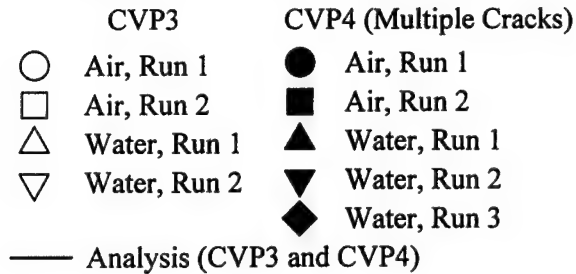 CVP3 CVP4 (Multiple Cracks)
Air, Run 1 Air, Run 1
Air, Run 2 Air, Run 2
Water, Run 1 Water, Run 1
Water, Run 2 Water, Run 2
Water, Run 3
Analysis (CVP3 and CVP4)